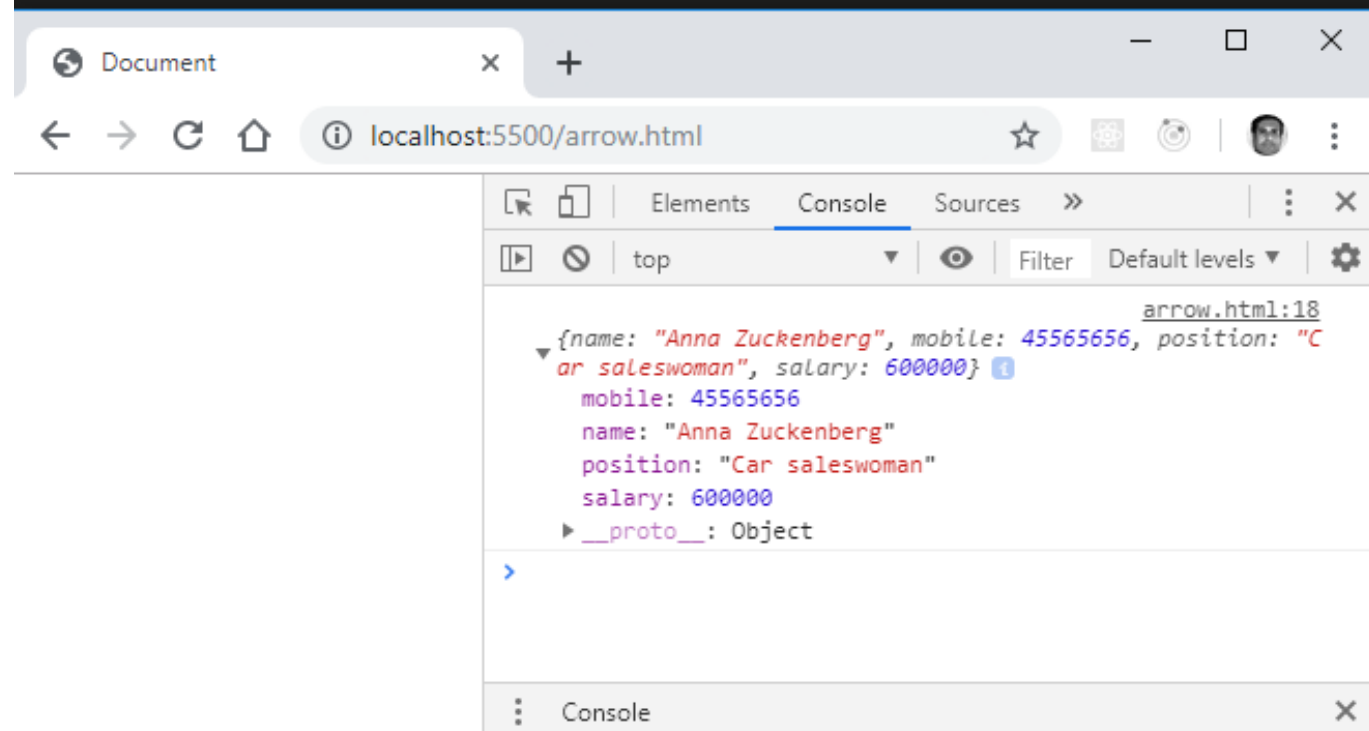 Document
localhost:5500/arrow.html
Elements Console Sources »
top Filter Default levels ▼
arrow.html:18
{name: "Anna Zuckenberg", mobile: 45565656, position: "C
ar saleswoman", salary: 600000}
mobile: 45565656
name: "Anna Zuckenberg"
position: "Car saleswoman"
salary: 600000
__proto__: Object
Console